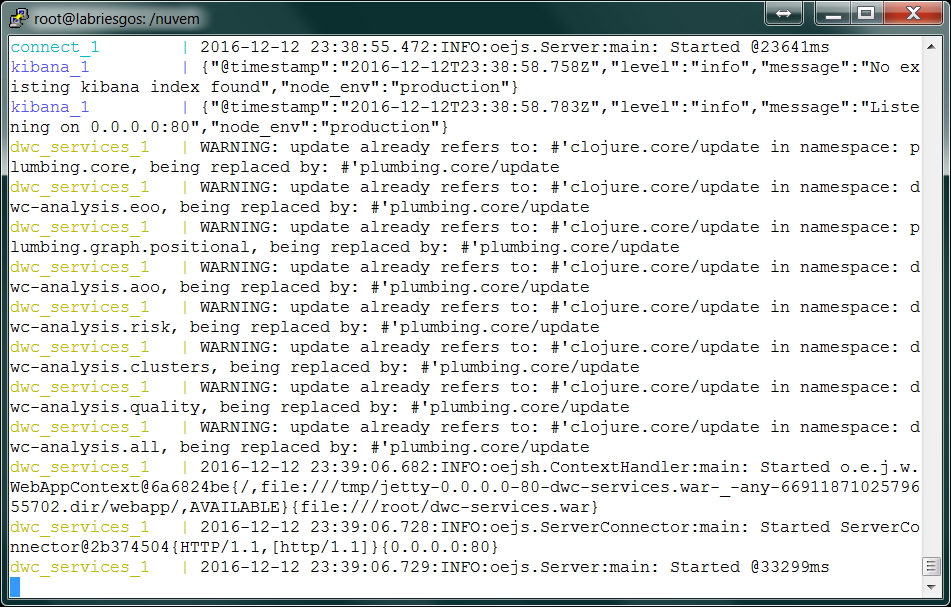 root@labriesgos: /nuvem
connect_1        | 2016-12-12 23:38:55.472:INFO:oejs.Server:main: Started @23641ms
kibana_1         | {"@timestamp":"2016-12-12T23:38:58.758Z","level":"info","message":"No ex
isting kibana index found","node_env":"production"}
kibana_1         | {"@timestamp":"2016-12-12T23:38:58.783Z","level":"info","message":"Liste
ning on 0.0.0.0:80","node_env":"production"}
dwc_services_1   | WARNING: update already refers to: #'clojure.core/update in namespace: p
lumbing.core, being replaced by: #'plumbing.core/update
dwc_services_1   | WARNING: update already refers to: #'clojure.core/update in namespace: d
wc-analysis.eoo, being replaced by: #'plumbing.core/update
dwc_services_1   | WARNING: update already refers to: #'clojure.core/update in namespace: p
lumbing.graph.positional, being replaced by: #'plumbing.core/update
dwc_services_1   | WARNING: update already refers to: #'clojure.core/update in namespace: d
wc-analysis.aoo, being replaced by: #'plumbing.core/update
dwc_services_1   | WARNING: update already refers to: #'clojure.core/update in namespace: d
wc-analysis.risk, being replaced by: #'plumbing.core/update
dwc_services_1   | WARNING: update already refers to: #'clojure.core/update in namespace: d
wc-analysis.clusters, being replaced by: #'plumbing.core/update
dwc_services_1   | WARNING: update already refers to: #'clojure.core/update in namespace: d
wc-analysis.quality, being replaced by: #'plumbing.core/update
dwc_services_1   | WARNING: update already refers to: #'clojure.core/update in namespace: d
wc-analysis.all, being replaced by: #'plumbing.core/update
dwc_services_1   | 2016-12-12 23:39:06.682:INFO:oejsh.ContextHandler:main: Started o.e.j.w.
WebAppContext@6a6824be{/,file:///tmp/jetty-0.0.0.0-80-dwc-services.war-_-any-66911871025796
55702.dir/webapp/,AVAILABLE}{file:///root/dwc-services.war}
dwc_services_1   | 2016-12-12 23:39:06.728:INFO:oejs.ServerConnector:main: Started ServerCo
nnector@2b374504{HTTP/1.1,[http/1.1]}{0.0.0.0:80}
dwc_services_1   | 2016-12-12 23:39:06.729:INFO:oejs.Server:main: Started @33299ms